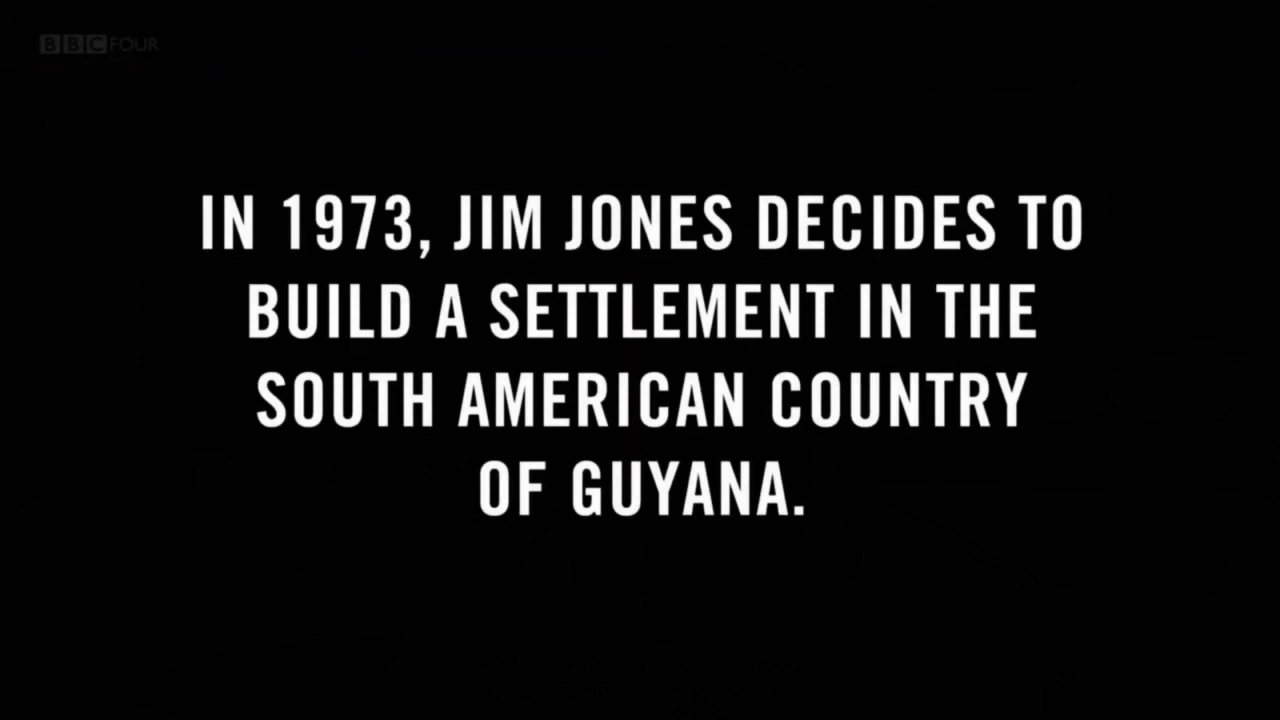 BBC FOUR
IN 1973, JIM JONES DECIDES TO
BUILD A SETTLEMENT IN THE
SOUTH AMERICAN COUNTRY
OF GUYANA.